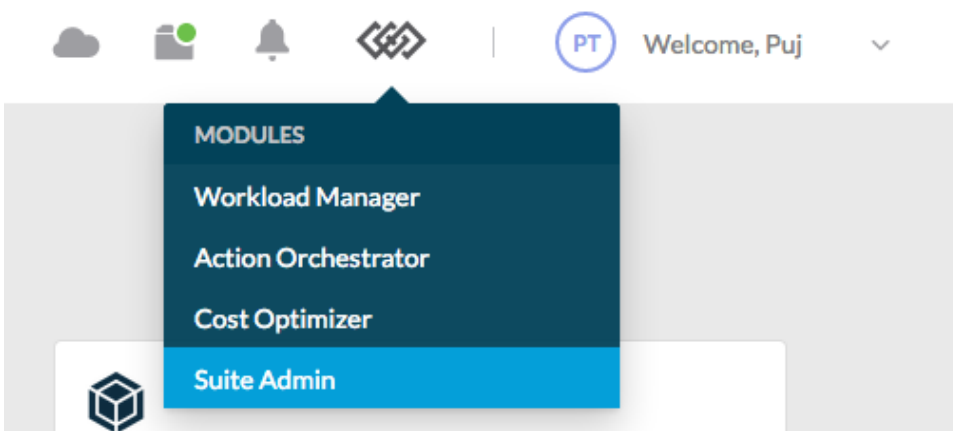 PT Welcome, Puj
MODULES
Workload Manager
Action Orchestrator
Cost Optimizer
Suite Admin